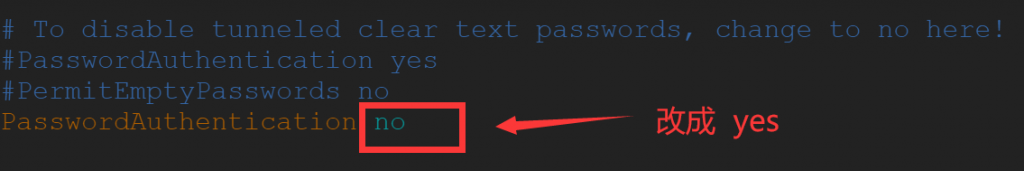 # To disable tunneled clear text passwords, change to no here!
#PasswordAuthentication yes
#PermitEmptyPasswords no
PasswordAuthentication no
改成 yes